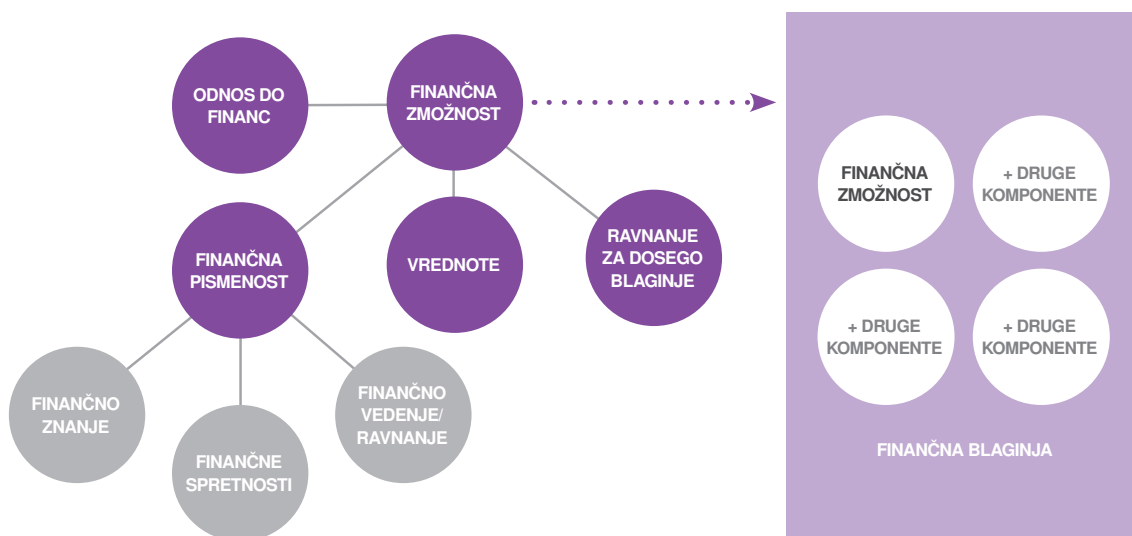 ODNOS DO
FINANC
FINANČNA
ZMOŽNOST
FINANČNA
PISMENOST
VREDNOTE
RAVNANJE
ZA DOSEGO
BLAGINJE
FINANČNO
ZNANJE
FINANČNE
SPRETNOSTI
FINANČNO
VEDENJE/
RAVNANJE
FINANČNA
ZMOŽNOST
+ DRUGE
KOMPONENTE
+ DRUGE
KOMPONENTE
+ DRUGE
KOMPONENTE
FINANČNA BLAGINJA